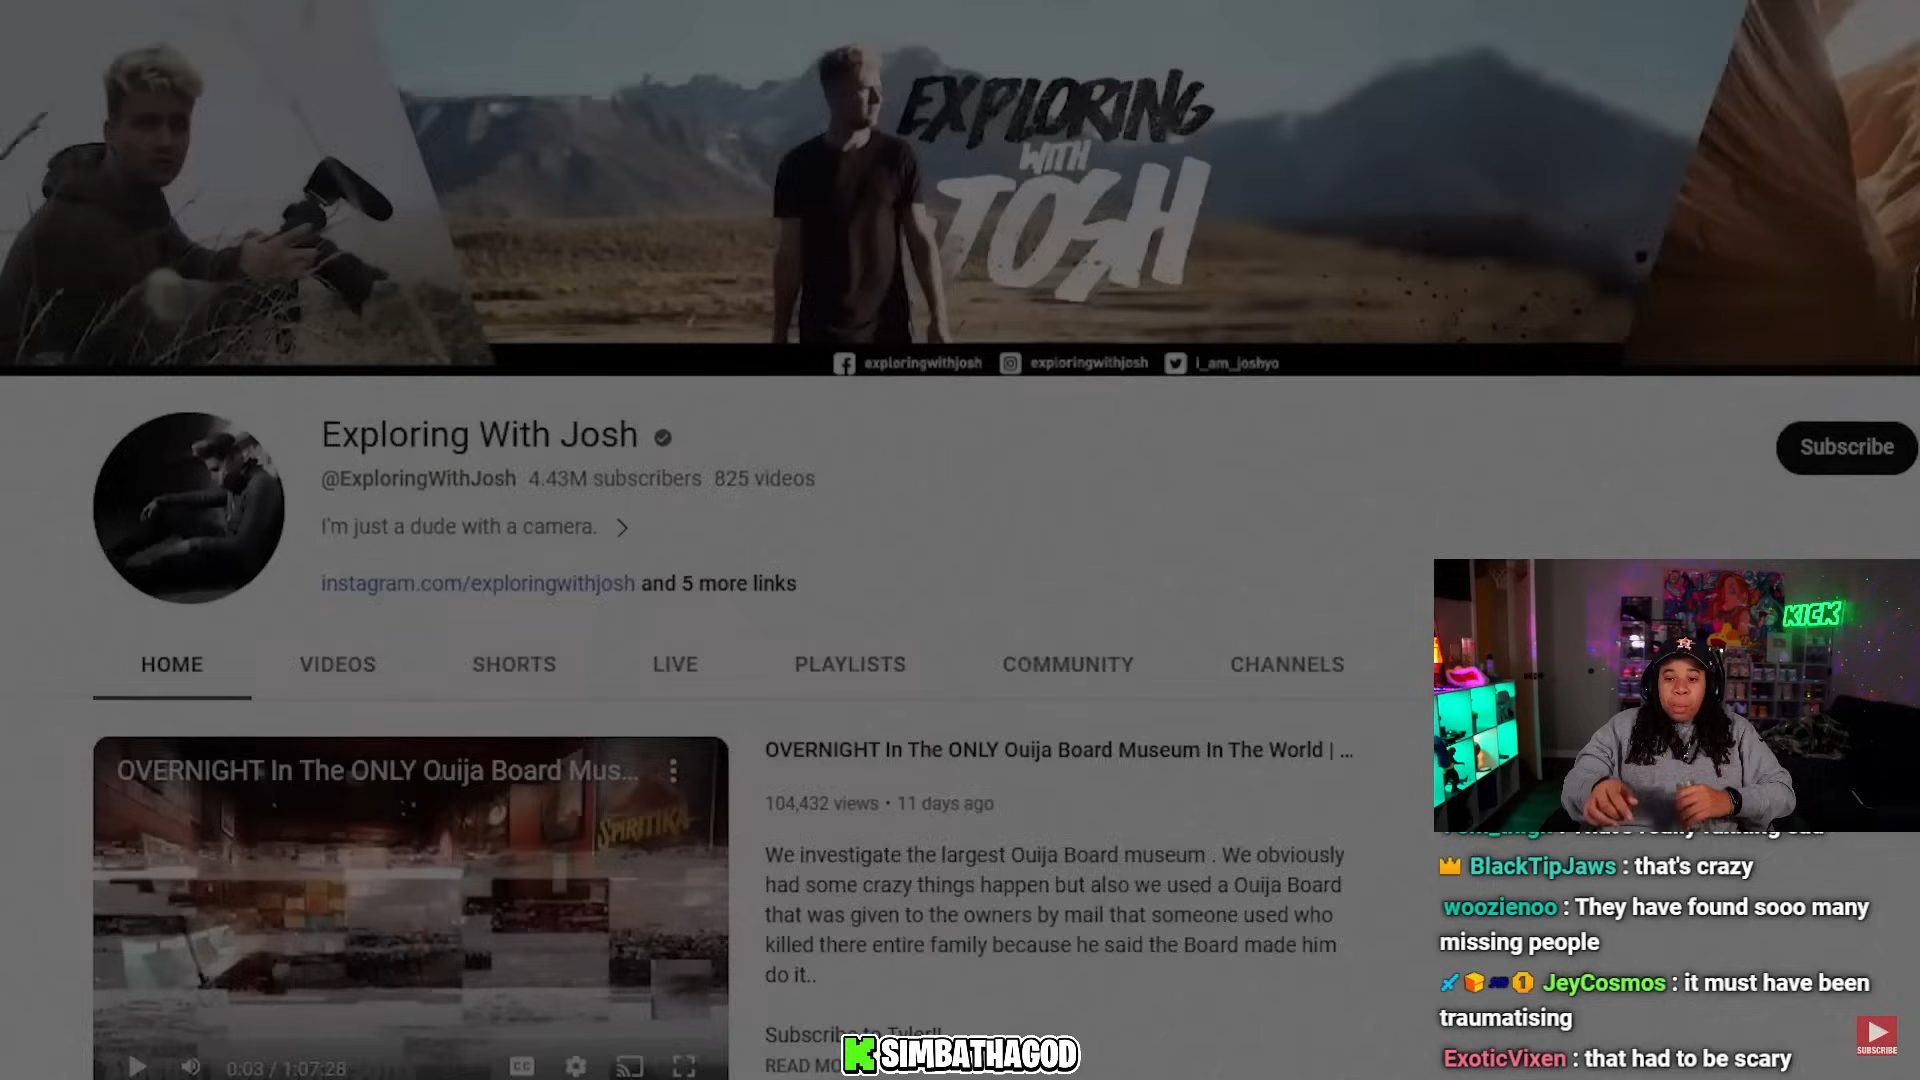 EXPLORING
WITH
JOSH
exploringwithjosh exploringwithjosh i_am_joshyo
Exploring With Josh
@ExploringWithJosh 4.43M subscribers 825 videos
Subscribe
I'm just a dude with a camera.
instagram.com/exploringwithjosh and 5 more links
HOME VIDEOS SHORTS LIVE PLAYLISTS COMMUNITY CHANNELS
OVERNIGHT In The ONLY Ouija Board Mus...
SPIRITIKA
0:03 / 1:07:28
OVERNIGHT In The ONLY Ouija Board Museum In The World | ...
104,432 views • 11 days ago
We investigate the largest Ouija Board museum . We obviously
had some crazy things happen but also we used a Ouija Board
that was given to the owners by mail that someone used who
killed there entire family because he said the Board made him
do it..
Subscribe to Tyler!!
READ MO
K SIMBATHAGOD
KICK
BlackTipJaws : that's crazy
woozienoo : They have found sooo many
missing people
JeyCosmos : it must have been
traumatising
ExoticVixen : that had to be scary
SUBSCRIBE